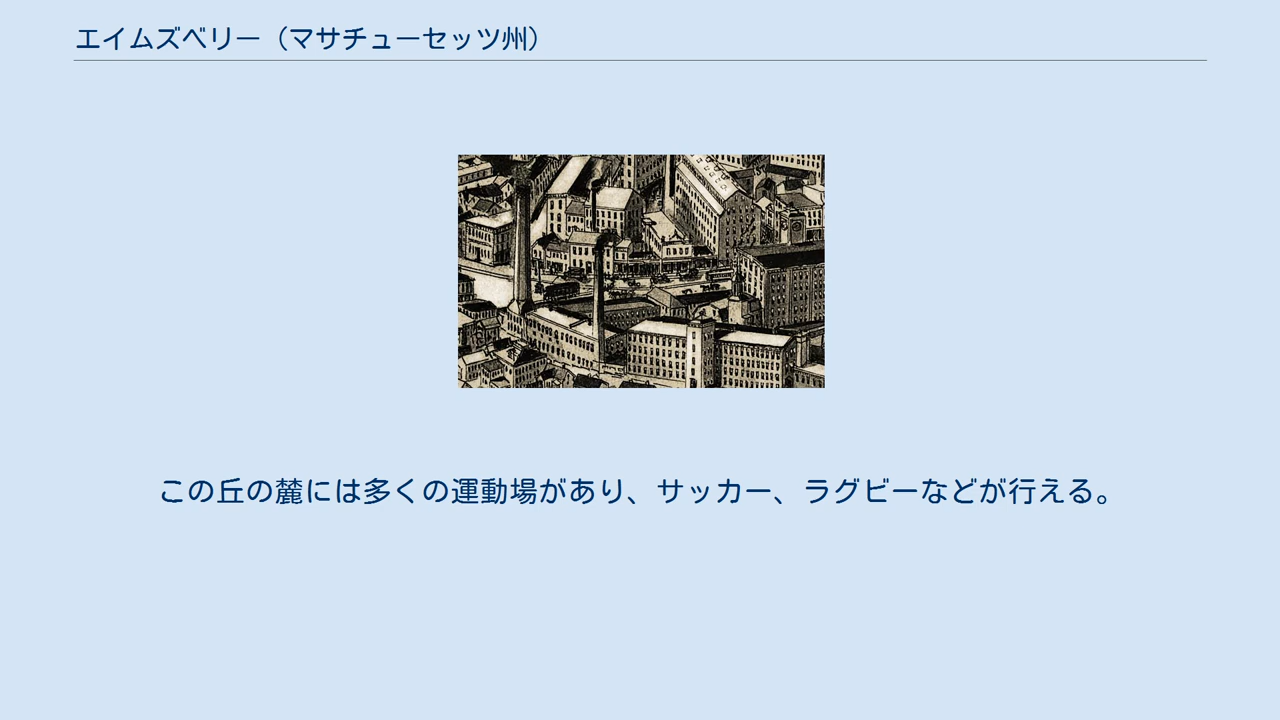 エイムズベリー（マサチューセッツ州）
この丘の麓には多くの運動場があり、サッカー、ラグビーなどが行える。